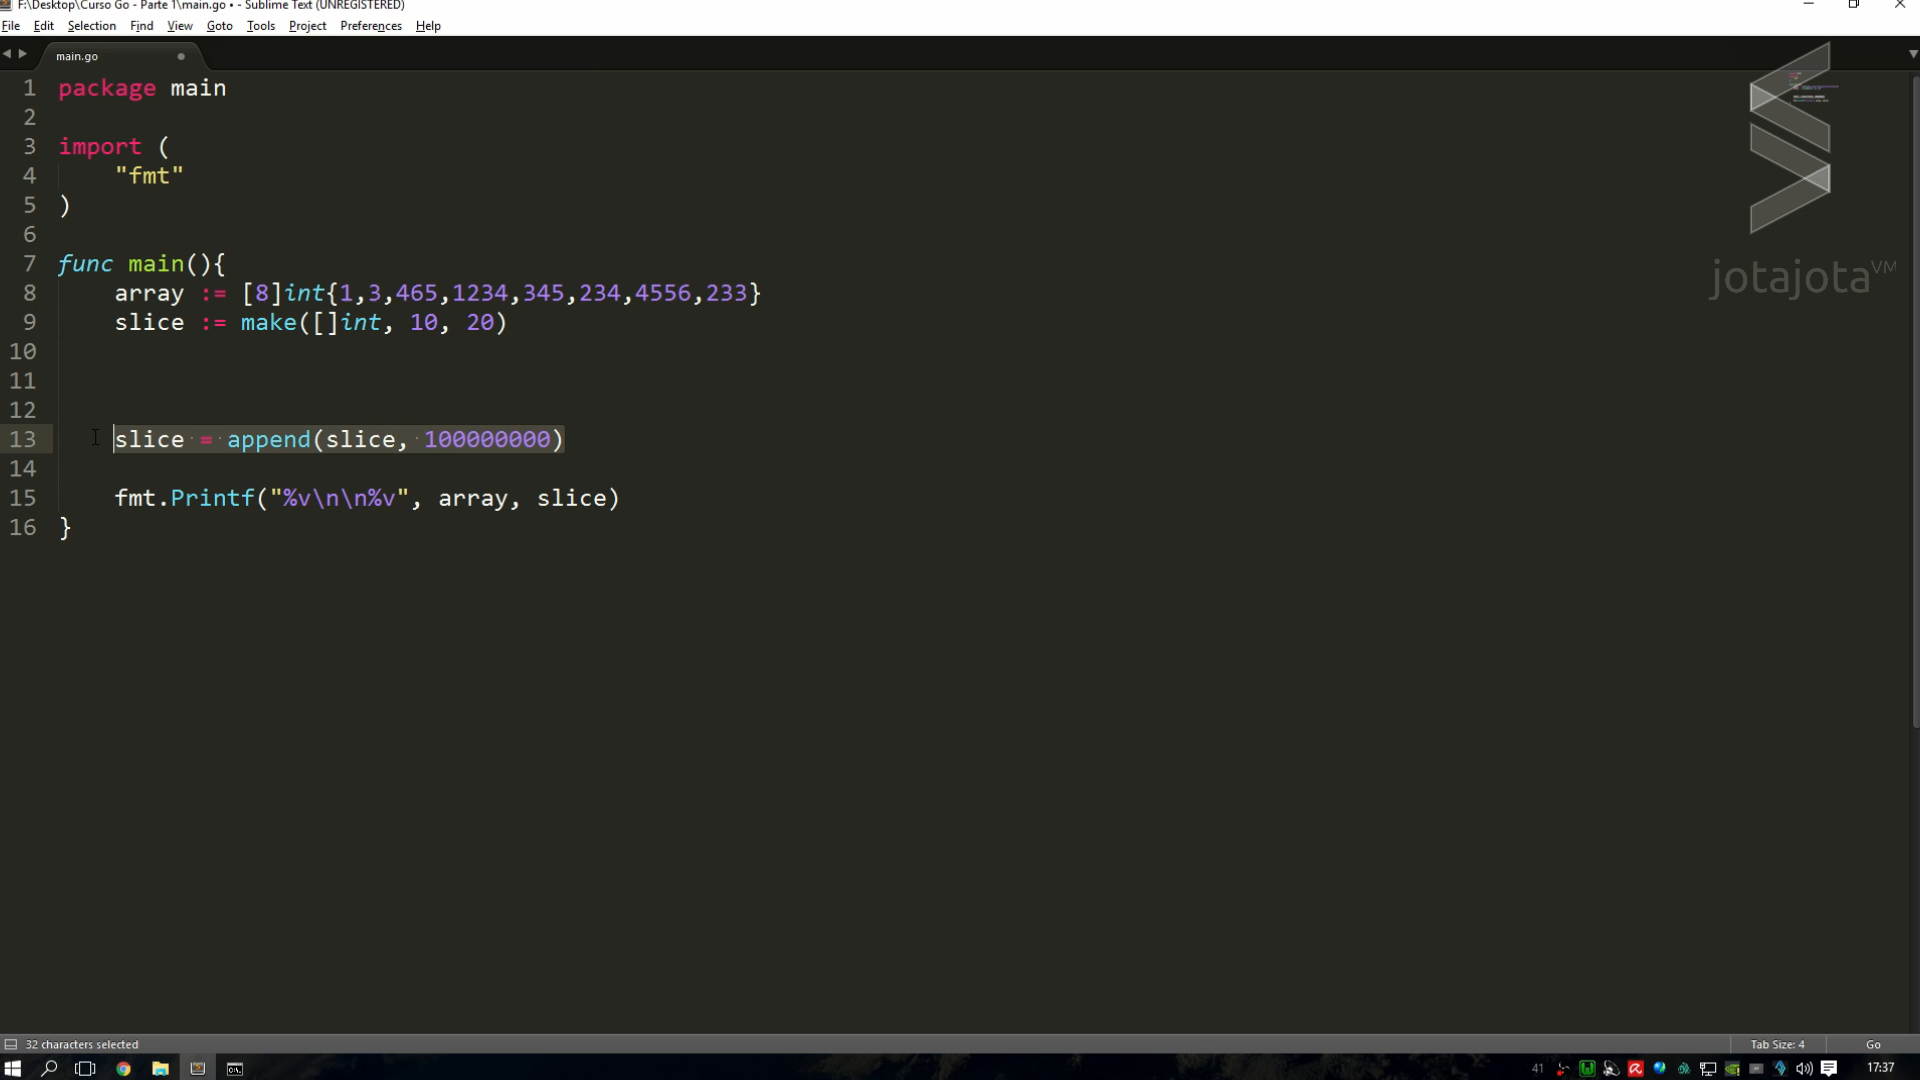 F:\Desktop\Curso Go - Parte 1\main.go • - Sublime Text (UNREGISTERED)
File Edit Selection Find View Goto Tools Project Preferences Help
main.go
1 package main
2
3 import (
4 "fmt"
5 )
6
7 func main(){
8 array := [8]int{1,3,465,1234,345,234,4556,233}
9 slice := make([]int, 10, 20)
10
11
12
13 slice = append(slice, 100000000)
14
15 fmt.Printf("%v\n\n%v", array, slice)
16 }
jotajotaVM
32 characters selected
Tab Size: 4
Go
41
17:37